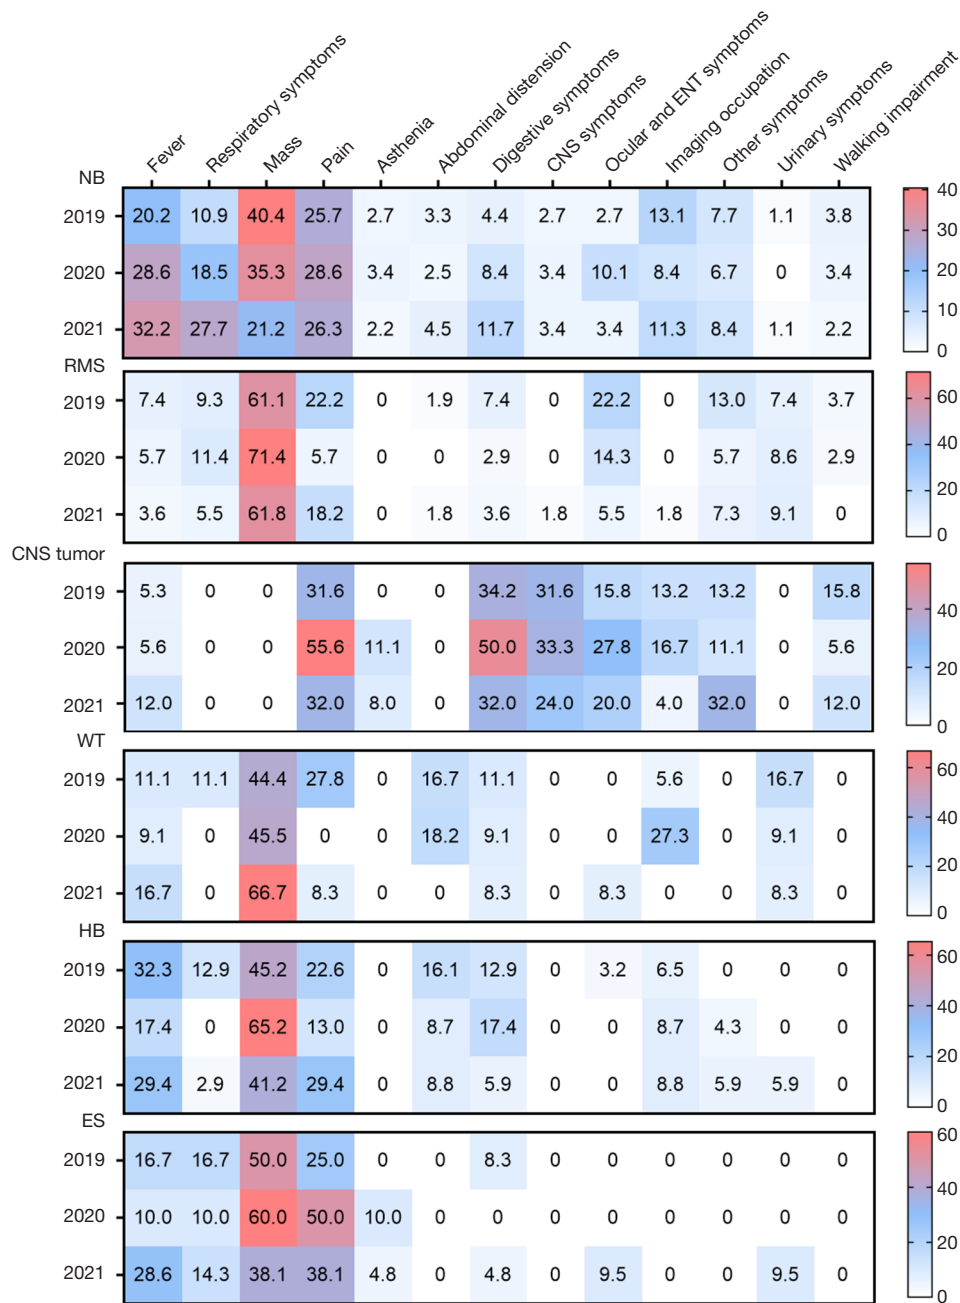 Fever Respiratory symptoms Mass Pain Asthenia Abdominal distension Digestive symptoms CNS symptoms Ocular and ENT symptoms Imaging occupation Other symptoms Urinary symptoms Walking impairment
NB
2019 20.2 10.9 40.4 25.7 2.7 3.3 4.4 2.7 2.7 13.1 7.7 1.1 3.8
2020 28.6 18.5 35.3 28.6 3.4 2.5 8.4 3.4 10.1 8.4 6.7 0 3.4
2021 32.2 27.7 21.2 26.3 2.2 4.5 11.7 3.4 3.4 11.3 8.4 1.1 2.2
40
30
20
10
0
RMS
2019 7.4 9.3 61.1 22.2 0 1.9 7.4 0 22.2 0 13.0 7.4 3.7
2020 5.7 11.4 71.4 5.7 0 0 2.9 0 14.3 0 5.7 8.6 2.9
2021 3.6 5.5 61.8 18.2 0 1.8 3.6 1.8 5.5 1.8 7.3 9.1 0
60
40
20
0
CNS tumor
2019 5.3 0 0 31.6 0 0 34.2 31.6 15.8 13.2 13.2 0 15.8
2020 5.6 0 0 55.6 11.1 0 50.0 33.3 27.8 16.7 11.1 0 5.6
2021 12.0 0 0 32.0 8.0 0 32.0 24.0 20.0 4.0 32.0 0 12.0
40
20
0
WT
2019 11.1 11.1 44.4 27.8 0 16.7 11.1 0 0 5.6 0 16.7 0
2020 9.1 0 45.5 0 0 18.2 9.1 0 0 27.3 0 9.1 0
2021 16.7 0 66.7 8.3 0 0 8.3 0 8.3 0 0 8.3 0
60
40
20
0
HB
2019 32.3 12.9 45.2 22.6 0 16.1 12.9 0 3.2 6.5 0 0 0
2020 17.4 0 65.2 13.0 0 8.7 17.4 0 0 8.7 4.3 0 0
2021 29.4 2.9 41.2 29.4 0 8.8 5.9 0 0 8.8 5.9 5.9 0
60
40
20
0
ES
2019 16.7 16.7 50.0 25.0 0 0 8.3 0 0 0 0 0 0
2020 10.0 10.0 60.0 50.0 10.0 0 0 0 0 0 0 0 0
2021 28.6 14.3 38.1 38.1 4.8 0 4.8 0 9.5 0 0 9.5 0
60
40
20
0